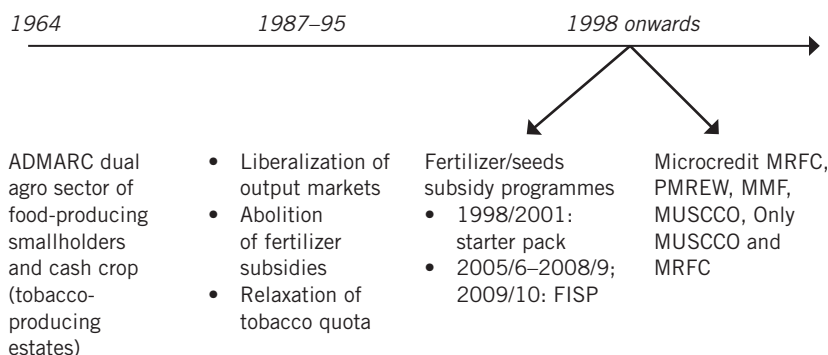 1964
1987–95
1998 onwards
ADMARC dual
agro sector of
food-producing
smallholders
and cash crop
(tobacco-
producing
estates)
• Liberalization of
output markets
• Abolition
of fertilizer
subsidies
• Relaxation of
tobacco quota
Fertilizer/seeds
subsidy programmes
• 1998/2001:
starter pack
• 2005/6–2008/9;
2009/10: FISP
Microcredit MRFC,
PMREW, MMF,
MUSCCO, Only
MUSCCO and
MRFC